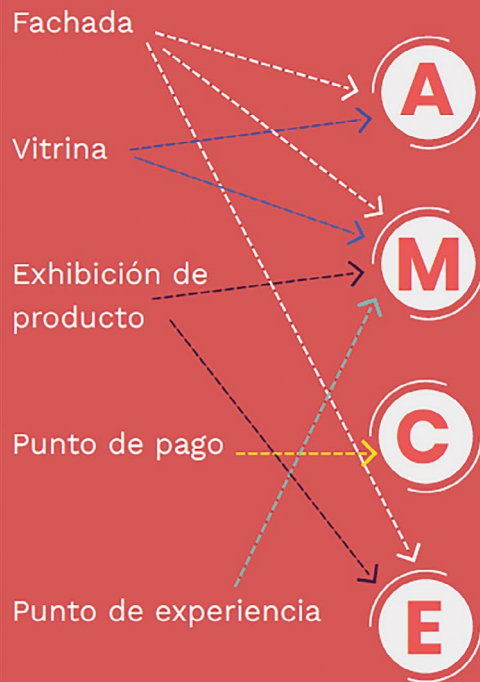 Fachada
A
Vitrina
M
Exhibición de
producto
C
Punto de pago
E
Punto de experiencia